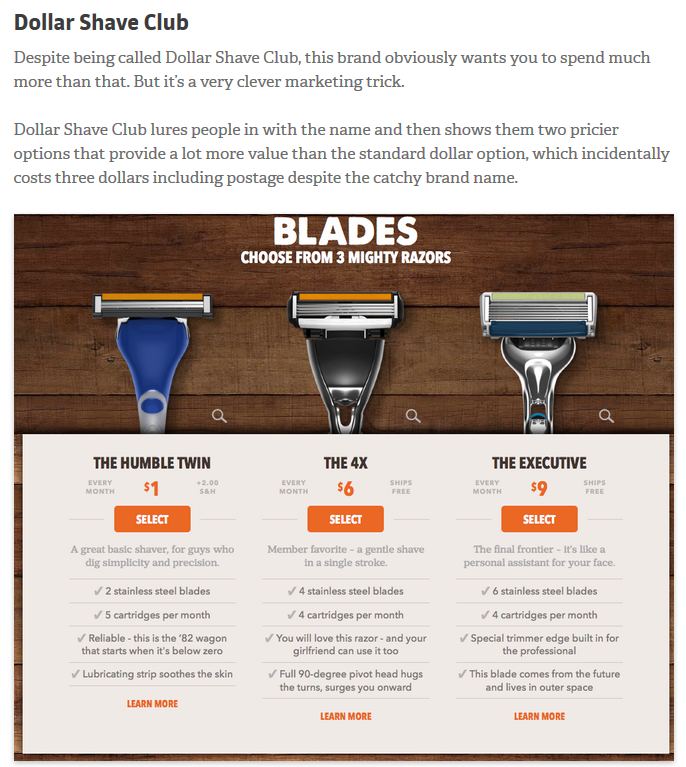 Dollar Shave Club
Despite being called Dollar Shave Club, this brand obviously wants you to spend much
more than that. But it's a very clever marketing trick.
Dollar Shave Club lures people in with the name and then shows them two pricier
options that provide a lot more value than the standard dollar option, which incidentally
costs three dollars including postage despite the catchy brand name.
BLADES
CHOOSE FROM 3 MIGHTY RAZORS
THE HUMBLE TWIN
EVERY
MONTH
$1
+2.00
S&H
SELECT
A great basic shaver, for guys who
dig simplicity and precision.
2 stainless steel blades
5 cartridges per month
Reliable - this is the '82 wagon
that starts when it's below zero
Lubricating strip soothes the skin
LEARN MORE
THE 4X
EVERY
MONTH
$6
SHIPS
FREE
SELECT
Member favorite - a gentle shave
in a single stroke.
4 stainless steel blades
4 cartridges per month
You will love this razor - and your
girlfriend can use it too
Full 90-degree pivot head hugs
the turns, surges you onward
LEARN MORE
THE EXECUTIVE
EVERY
MONTH
$9
SHIPS
FREE
SELECT
The final frontier - it's like a
personal assistant for your face.
6 stainless steel blades
4 cartridges per month
Special trimmer edge built in for
the professional
This blade comes from the future
and lives in outer space
LEARN MORE